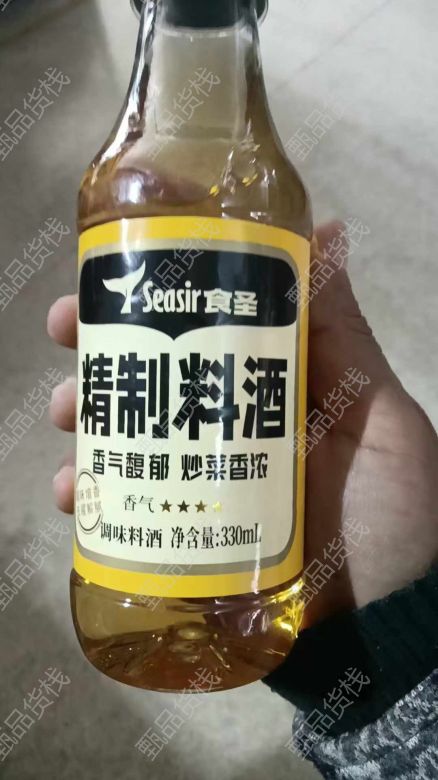 Seasir食圣
精制料酒
香气馥郁 炒菜香浓
香气★★★★
调味料酒 净含量:330mL
甄品货栈